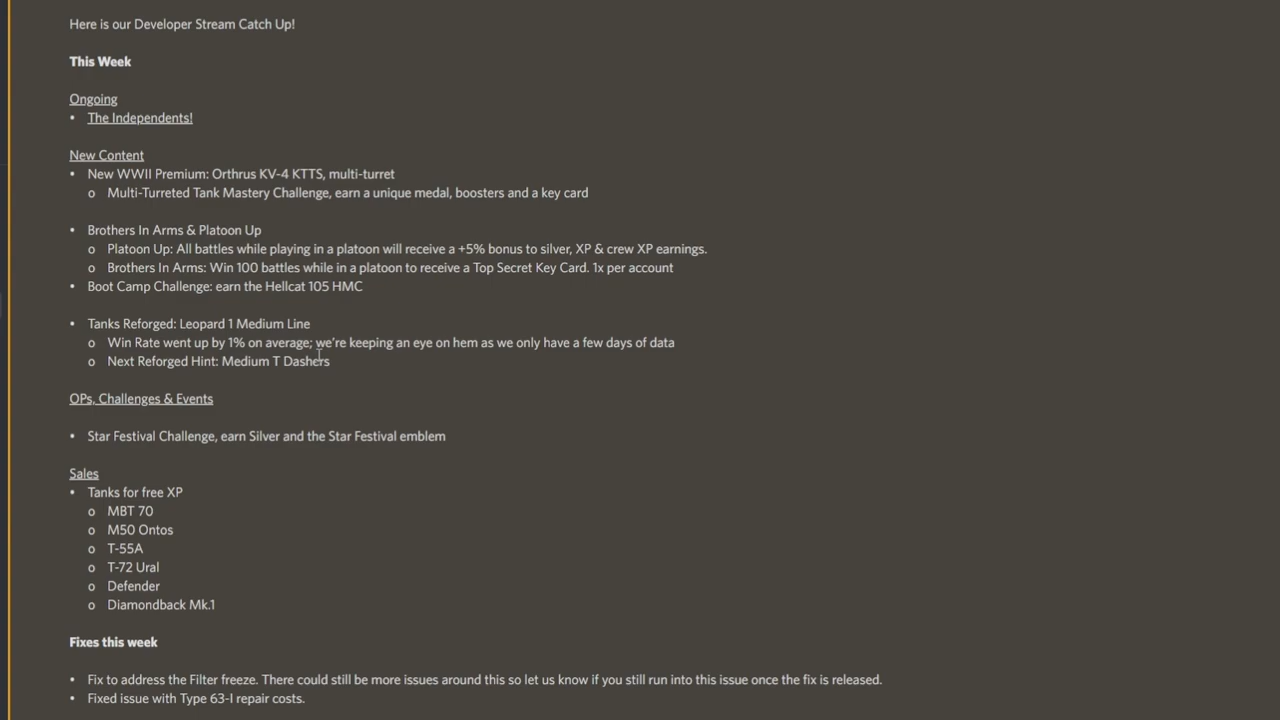 Here is our Developer Stream Catch Up!
This Week
Ongoing
• The Independents!
New Content
• New WWII Premium: Orthrus KV-4 KTTS, multi-turret
o Multi-Turreted Tank Mastery Challenge, earn a unique medal, boosters and a key card
• Brothers In Arms & Platoon Up
o Platoon Up: All battles while playing in a platoon will receive a +5% bonus to silver, XP & crew XP earnings.
o Brothers In Arms: Win 100 battles while in a platoon to receive a Top Secret Key Card. 1x per account
• Boot Camp Challenge: earn the Hellcat 105 HMC
• Tanks Reforged: Leopard 1 Medium Line
o Win Rate went up by 1% on average; we're keeping an eye on hem as we only have a few days of data
o Next Reforged Hint: Medium T Dashers
OPs, Challenges & Events
• Star Festival Challenge, earn Silver and the Star Festival emblem
Sales
• Tanks for free XP
o MBT 70
o M50 Ontos
o T-55A
o T-72 Ural
o Defender
o Diamondback Mk.1
Fixes this week
• Fix to address the Filter freeze. There could still be more issues around this so let us know if you still run into this issue once the fix is released.
• Fixed issue with Type 63-I repair costs.